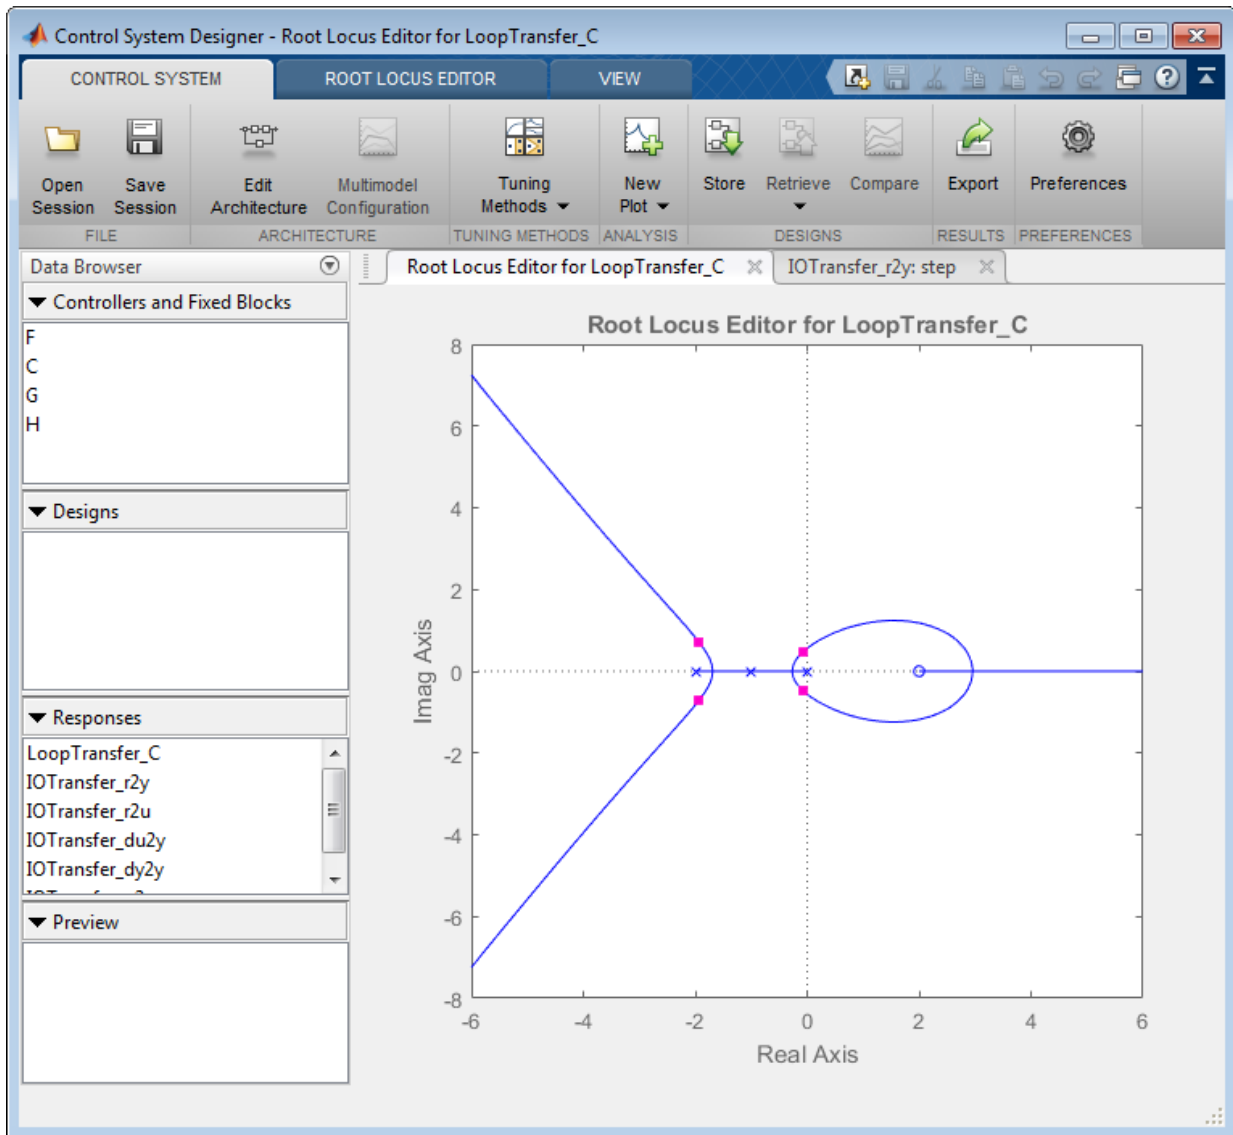 Control System Designer - Root Locus Editor for LoopTransfer_C
CONTROL SYSTEM ROOT LOCUS EDITOR VIEW
Open Save Edit Multimodel Tuning New Store Retrieve Compare Export Preferences
Session Session Architecture Configuration Methods Plot
FILE ARCHITECTURE TUNING METHODS ANALYSIS DESIGNS RESULTS PREFERENCES
Data Browser
Root Locus Editor for LoopTransfer_C IOTransfer_r2y: step
Controllers and Fixed Blocks
F
C
G
H
Designs
Responses
LoopTransfer_C
IOTransfer_r2y
IOTransfer_r2u
IOTransfer_du2y
IOTransfer_dy2y
Preview
Root Locus Editor for LoopTransfer_C
8
6
4
2
0
-2
-4
-6
-8
Imag Axis
-6 -4 -2 0 2 4 6
Real Axis